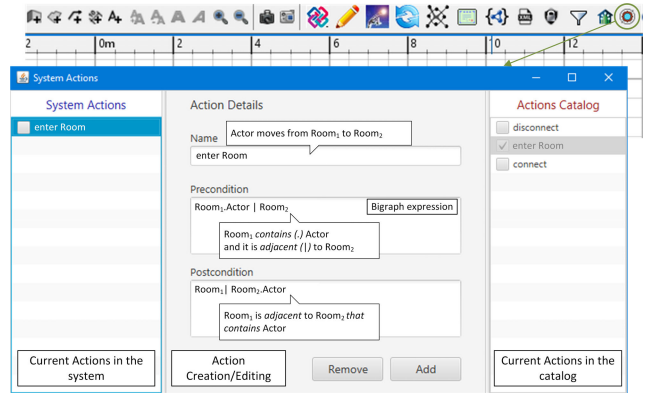 2 0m 2 4 6 8 0 12
System Actions
System Actions
Action Details
Actions Catalog
enter Room
Name
Actor moves from Room₁ to Room₂
enter Room
disconnect
enter Room
connect
Precondition
Room₁.Actor | Room₂
Bigraph expression
Room₁ contains (.) Actor
and it is adjacent (|) to Room₂
Postcondition
Room₁| Room₂.Actor
Room₁ is adjacent to Room₂ that
contains Actor
Current Actions in the
system
Action
Creation/Editing
Remove
Add
Current Actions in the
catalog